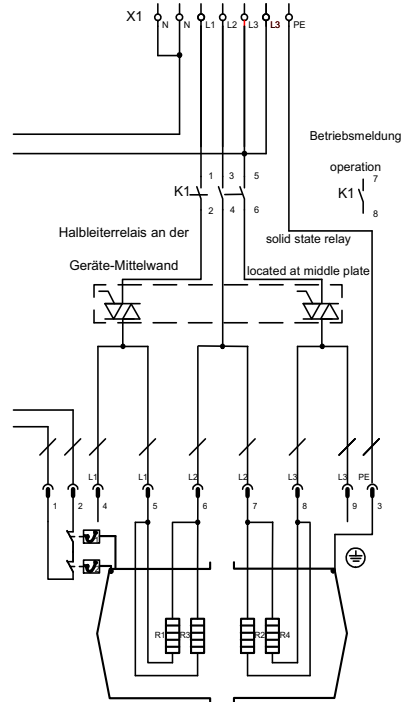 X1 N N L1 L2 L3 L3 PE
Betriebsmeldung
operation
1 3 5 7
K1 K1
2 4 6 8
Halbleiterrelais an der
solid state relay
Geräte-Mittelwand
located at middle plate
L1 L1 L2 L2 L3 L3 PE
1 2 4 5 6 7 8 9 3
R1 R3 R2 R4